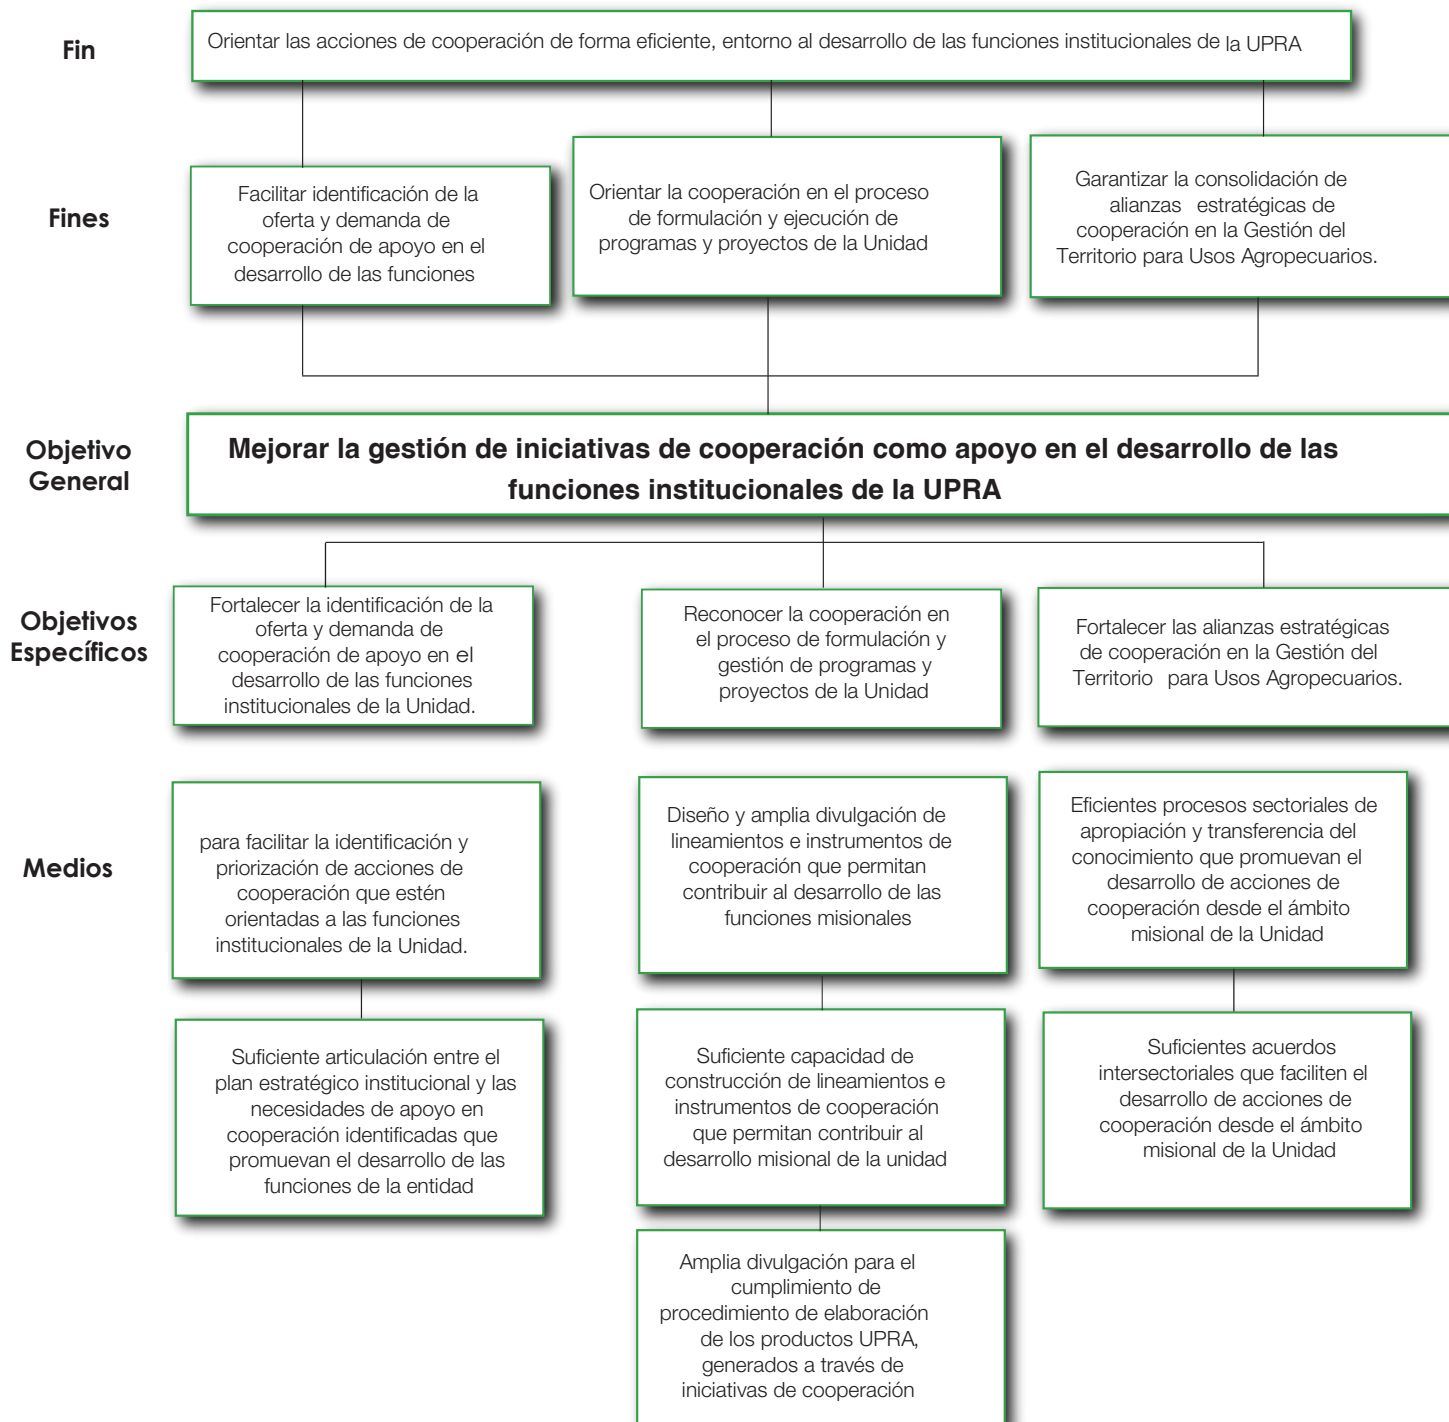 Fin
Orientar las acciones de cooperación de forma eficiente, entorno al desarrollo de las funciones institucionales de la UPRA
Fines
Facilitar identificación de la
oferta y demanda de
cooperación de apoyo en el
desarrollo de las funciones
Orientar la cooperación en el proceso
de formulación y ejecución de
programas y proyectos de la Unidad
Garantizar la consolidación de
alianzas estratégicas de
cooperación en la Gestión del
Territorio para Usos Agropecuarios.
Objetivo
General
Mejorar la gestión de iniciativas de cooperación como apoyo en el desarrollo de las
funciones institucionales de la UPRA
Objetivos
Específicos
Fortalecer la identificación de la
oferta y demanda de
cooperación de apoyo en el
desarrollo de las funciones
institucionales de la Unidad.
Reconocer la cooperación en
el proceso de formulación y
gestión de programas y
proyectos de la Unidad
Fortalecer las alianzas estratégicas
de cooperación en la Gestión del
Territorio para Usos Agropecuarios.
Medios
para facilitar la identificación y
priorización de acciones de
cooperación que estén
orientadas a las funciones
institucionales de la Unidad.
Diseño y amplia divulgación de
lineamientos e instrumentos de
cooperación que permitan
contribuir al desarrollo de las
funciones misionales
Eficientes procesos sectoriales de
apropiación y transferencia del
conocimiento que promuevan el
desarrollo de acciones de
cooperación desde el ámbito
misional de la Unidad
Suficiente articulación entre el
plan estratégico institucional y las
necesidades de apoyo en
cooperación identificadas que
promuevan el desarrollo de las
funciones de la entidad
Suficiente capacidad de
construcción de lineamientos e
instrumentos de cooperación
que permitan contribuir al
desarrollo misional de la unidad
Suficientes acuerdos
intersectoriales que faciliten el
desarrollo de acciones de
cooperación desde el ámbito
misional de la Unidad
Amplia divulgación para el
cumplimiento de
procedimiento de elaboración
de los productos UPRA,
generados a través de
iniciativas de cooperación